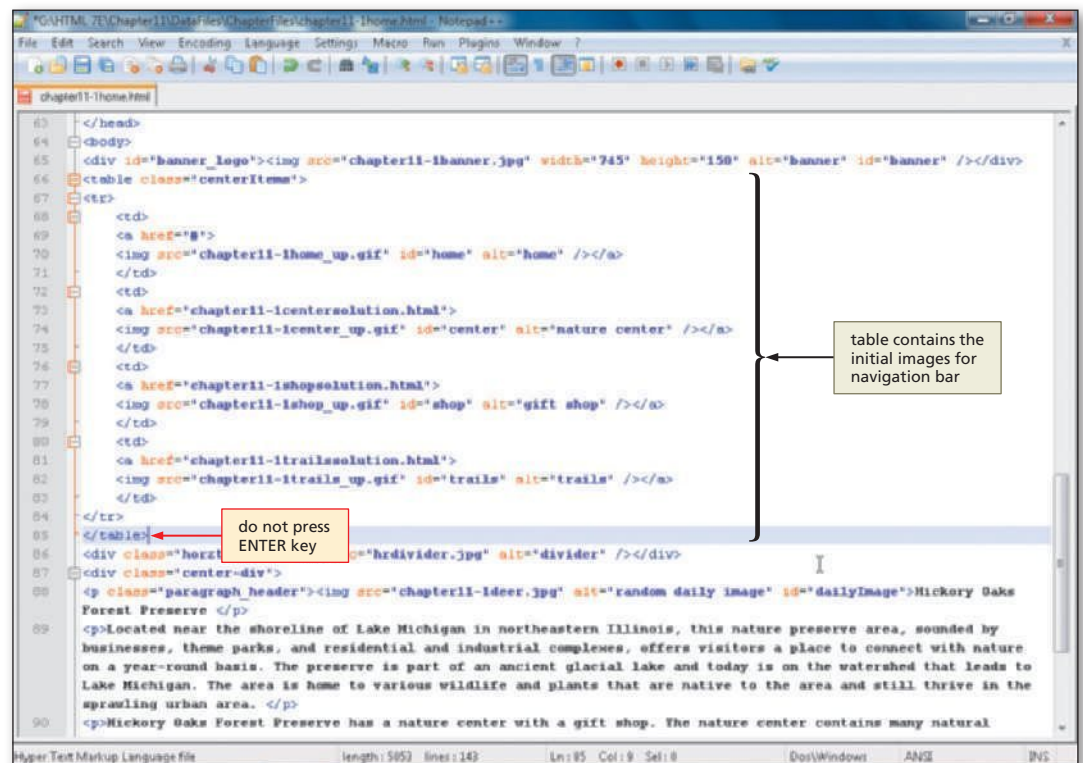 *G:\HTML 7E\Chapter11\DataFiles\ChapterFiles\chapter11-1home.html - Notepad++
File Edit Search View Encoding Language Settings Macro Run Plugins Window ?
X
chapter11-1home.html
63 </head>
64 <body>
65 <div id="banner_logo"><img src="chapter11-1banner.jpg" width="745" height="150" alt="banner" id="banner" /></div>
66 <table class="centerItems">
67 <tr>
68 <td>
69 <a href="#">
70 <img src="chapter11-1home_up.gif" id="home" alt="home" /></a>
71 </td>
72 <td>
73 <a href="chapter11-1centersolution.html">
74 <img src="chapter11-1center_up.gif" id="center" alt="nature center" /></a>
75 </td>
76 <td>
77 <a href="chapter11-1shopsolution.html">
78 <img src="chapter11-1shop_up.gif" id="shop" alt="gift shop" /></a>
79 </td>
80 <td>
81 <a href="chapter11-1trailssolution.html">
82 <img src="chapter11-1trails_up.gif" id="trails" alt="trails" /></a>
83 </td>
84 </tr>
85 </table>
table contains the
initial images for
navigation bar
do not press
ENTER key
86 <div class="horzt ="hrdivider.jpg" alt="divider" /></div>
87 <div class="center-div">
88 <p class="paragraph_header"><img src="chapter11-1deer.jpg" alt="random daily image" id="dailyImage">Hickory Oaks
Forest Preserve </p>
89 <p>Located near the shoreline of Lake Michigan in northeastern Illinois, this nature preserve area, sounded by
businesses, theme parks, and residential and industrial complexes, offers visitors a place to connect with nature
on a year-round basis. The preserve is part of an ancient glacial lake and today is on the watershed that leads to
Lake Michigan. The area is home to various wildlife and plants that are native to the area and still thrive in the
sprawling urban area. </p>
90 <p>Hickory Oaks Forest Preserve has a nature center with a gift shop. The nature center contains many natural
Hyper Text Markup Language file length : 5053 lines : 143 Ln : 85 Col : 9 Sel : 0 Dos\Windows ANSI INS